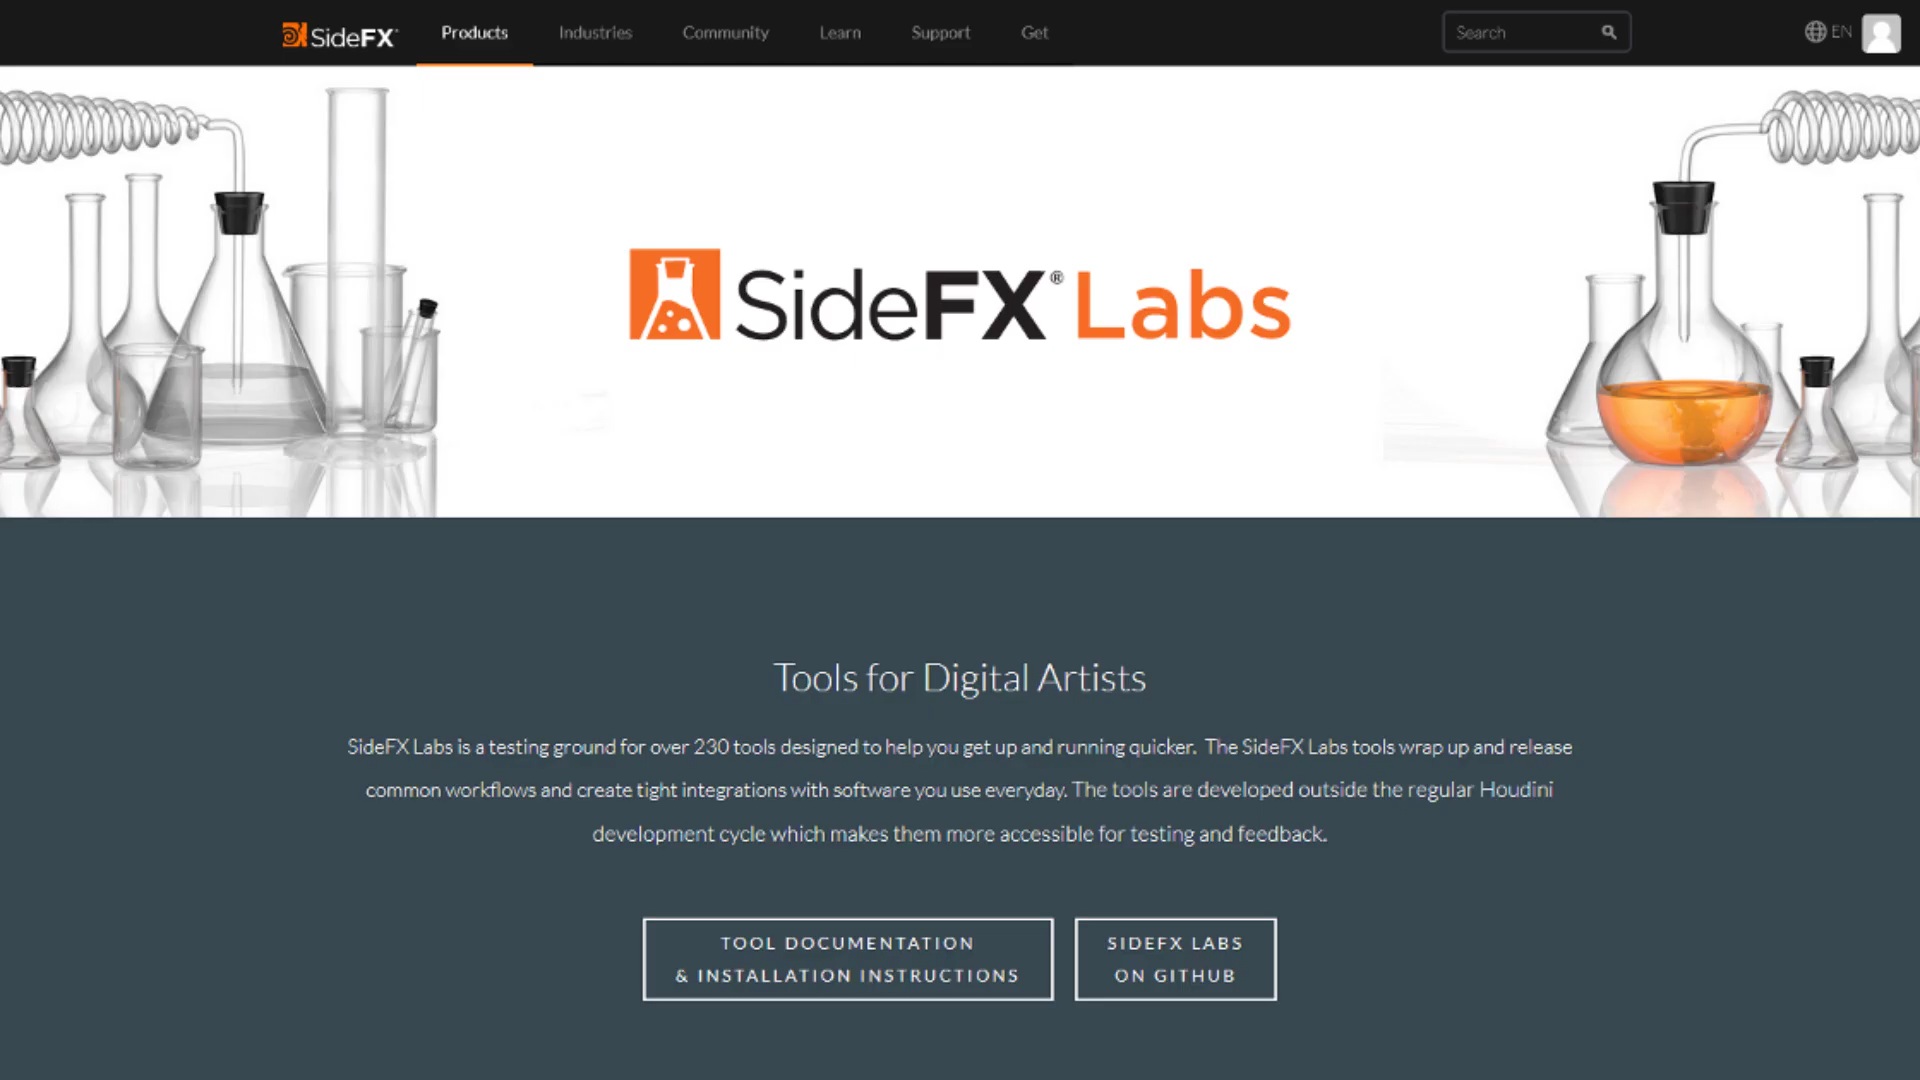 SideFX
Products
Industries
Community
Learn
Support
Get
Search
EN
SideFX® Labs
Tools for Digital Artists
SideFX Labs is a testing ground for over 230 tools designed to help you get up and running quicker. The SideFX Labs tools wrap up and release
common workflows and create tight integrations with software you use everyday. The tools are developed outside the regular Houdini
development cycle which makes them more accessible for testing and feedback.
TOOL DOCUMENTATION
& INSTALLATION INSTRUCTIONS
SIDEFX LABS
ON GITHUB